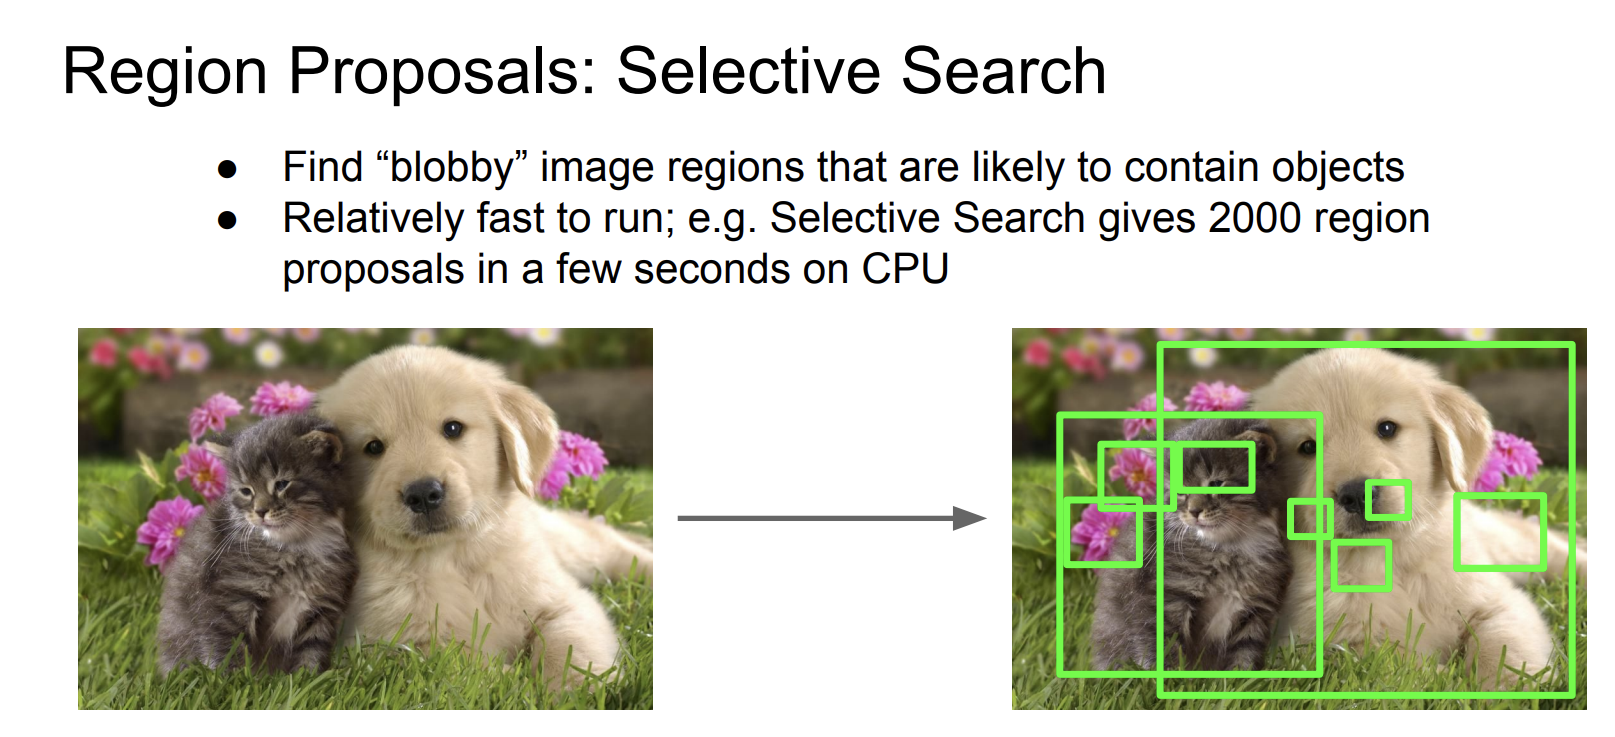 Region Proposals: Selective Search
● Find “blobby” image regions that are likely to contain objects
● Relatively fast to run; e.g. Selective Search gives 2000 region
proposals in a few seconds on CPU